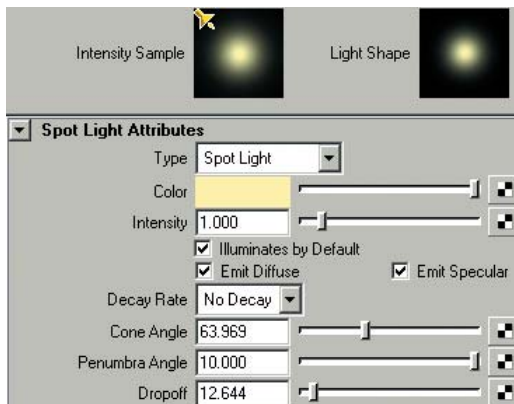 Intensity Sample Light Shape
Spot Light Attributes
Type Spot Light
Color
Intensity 1.000
Illuminates by Default
Emit Diffuse Emit Specular
Decay Rate No Decay
Cone Angle 63.969
Penumbra Angle 10.000
Dropoff 12.644